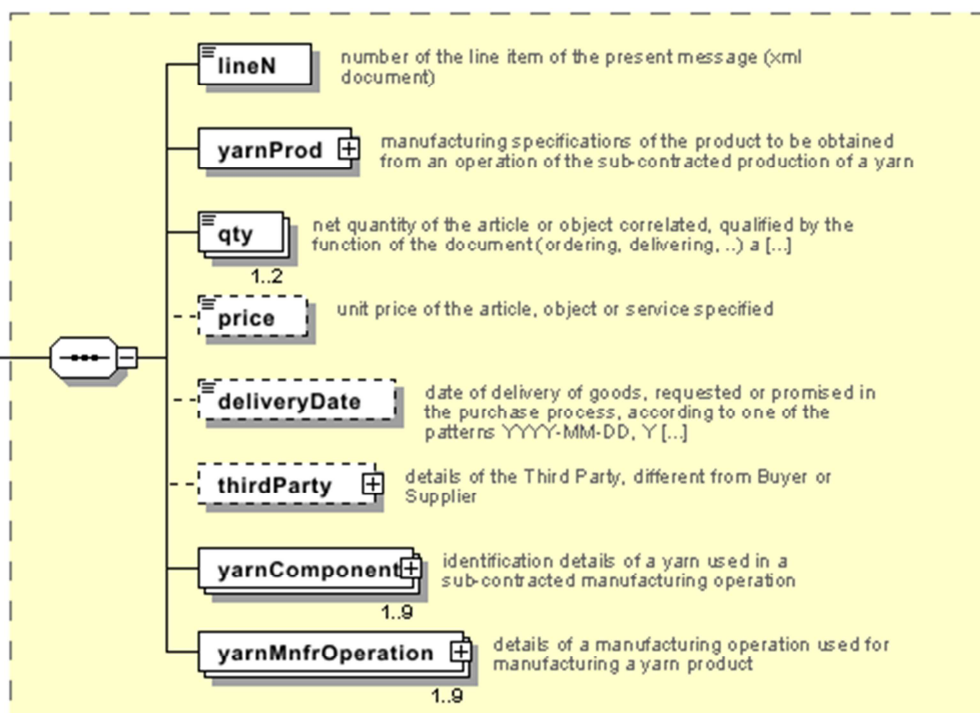 lineN
number of the line item of the present message (xml
document)
yarnProd
manufacturing specifications of the product to be obtained
from an operation of the sub-contracted production of a yarn
qty
net quantity of the article or object correlated, qualified by the
function of the document(ordering, delivering, ..) a [...]
1..2
price
unit price of the article, object or service specified
deliveryDate
date of delivery of goods, requested or promised in
the purchase process, according to one of the
patterns YYYY-MM-DD, Y [...]
thirdParty
details of the Third Party, different from Buyer or
Supplier
yarnComponent
identification details of a yarn used in a
sub-contracted manufacturing operation
1..9
yarnMnfrOperation
details of a manufacturing operation used for
manufacturing a yarn product
1..9